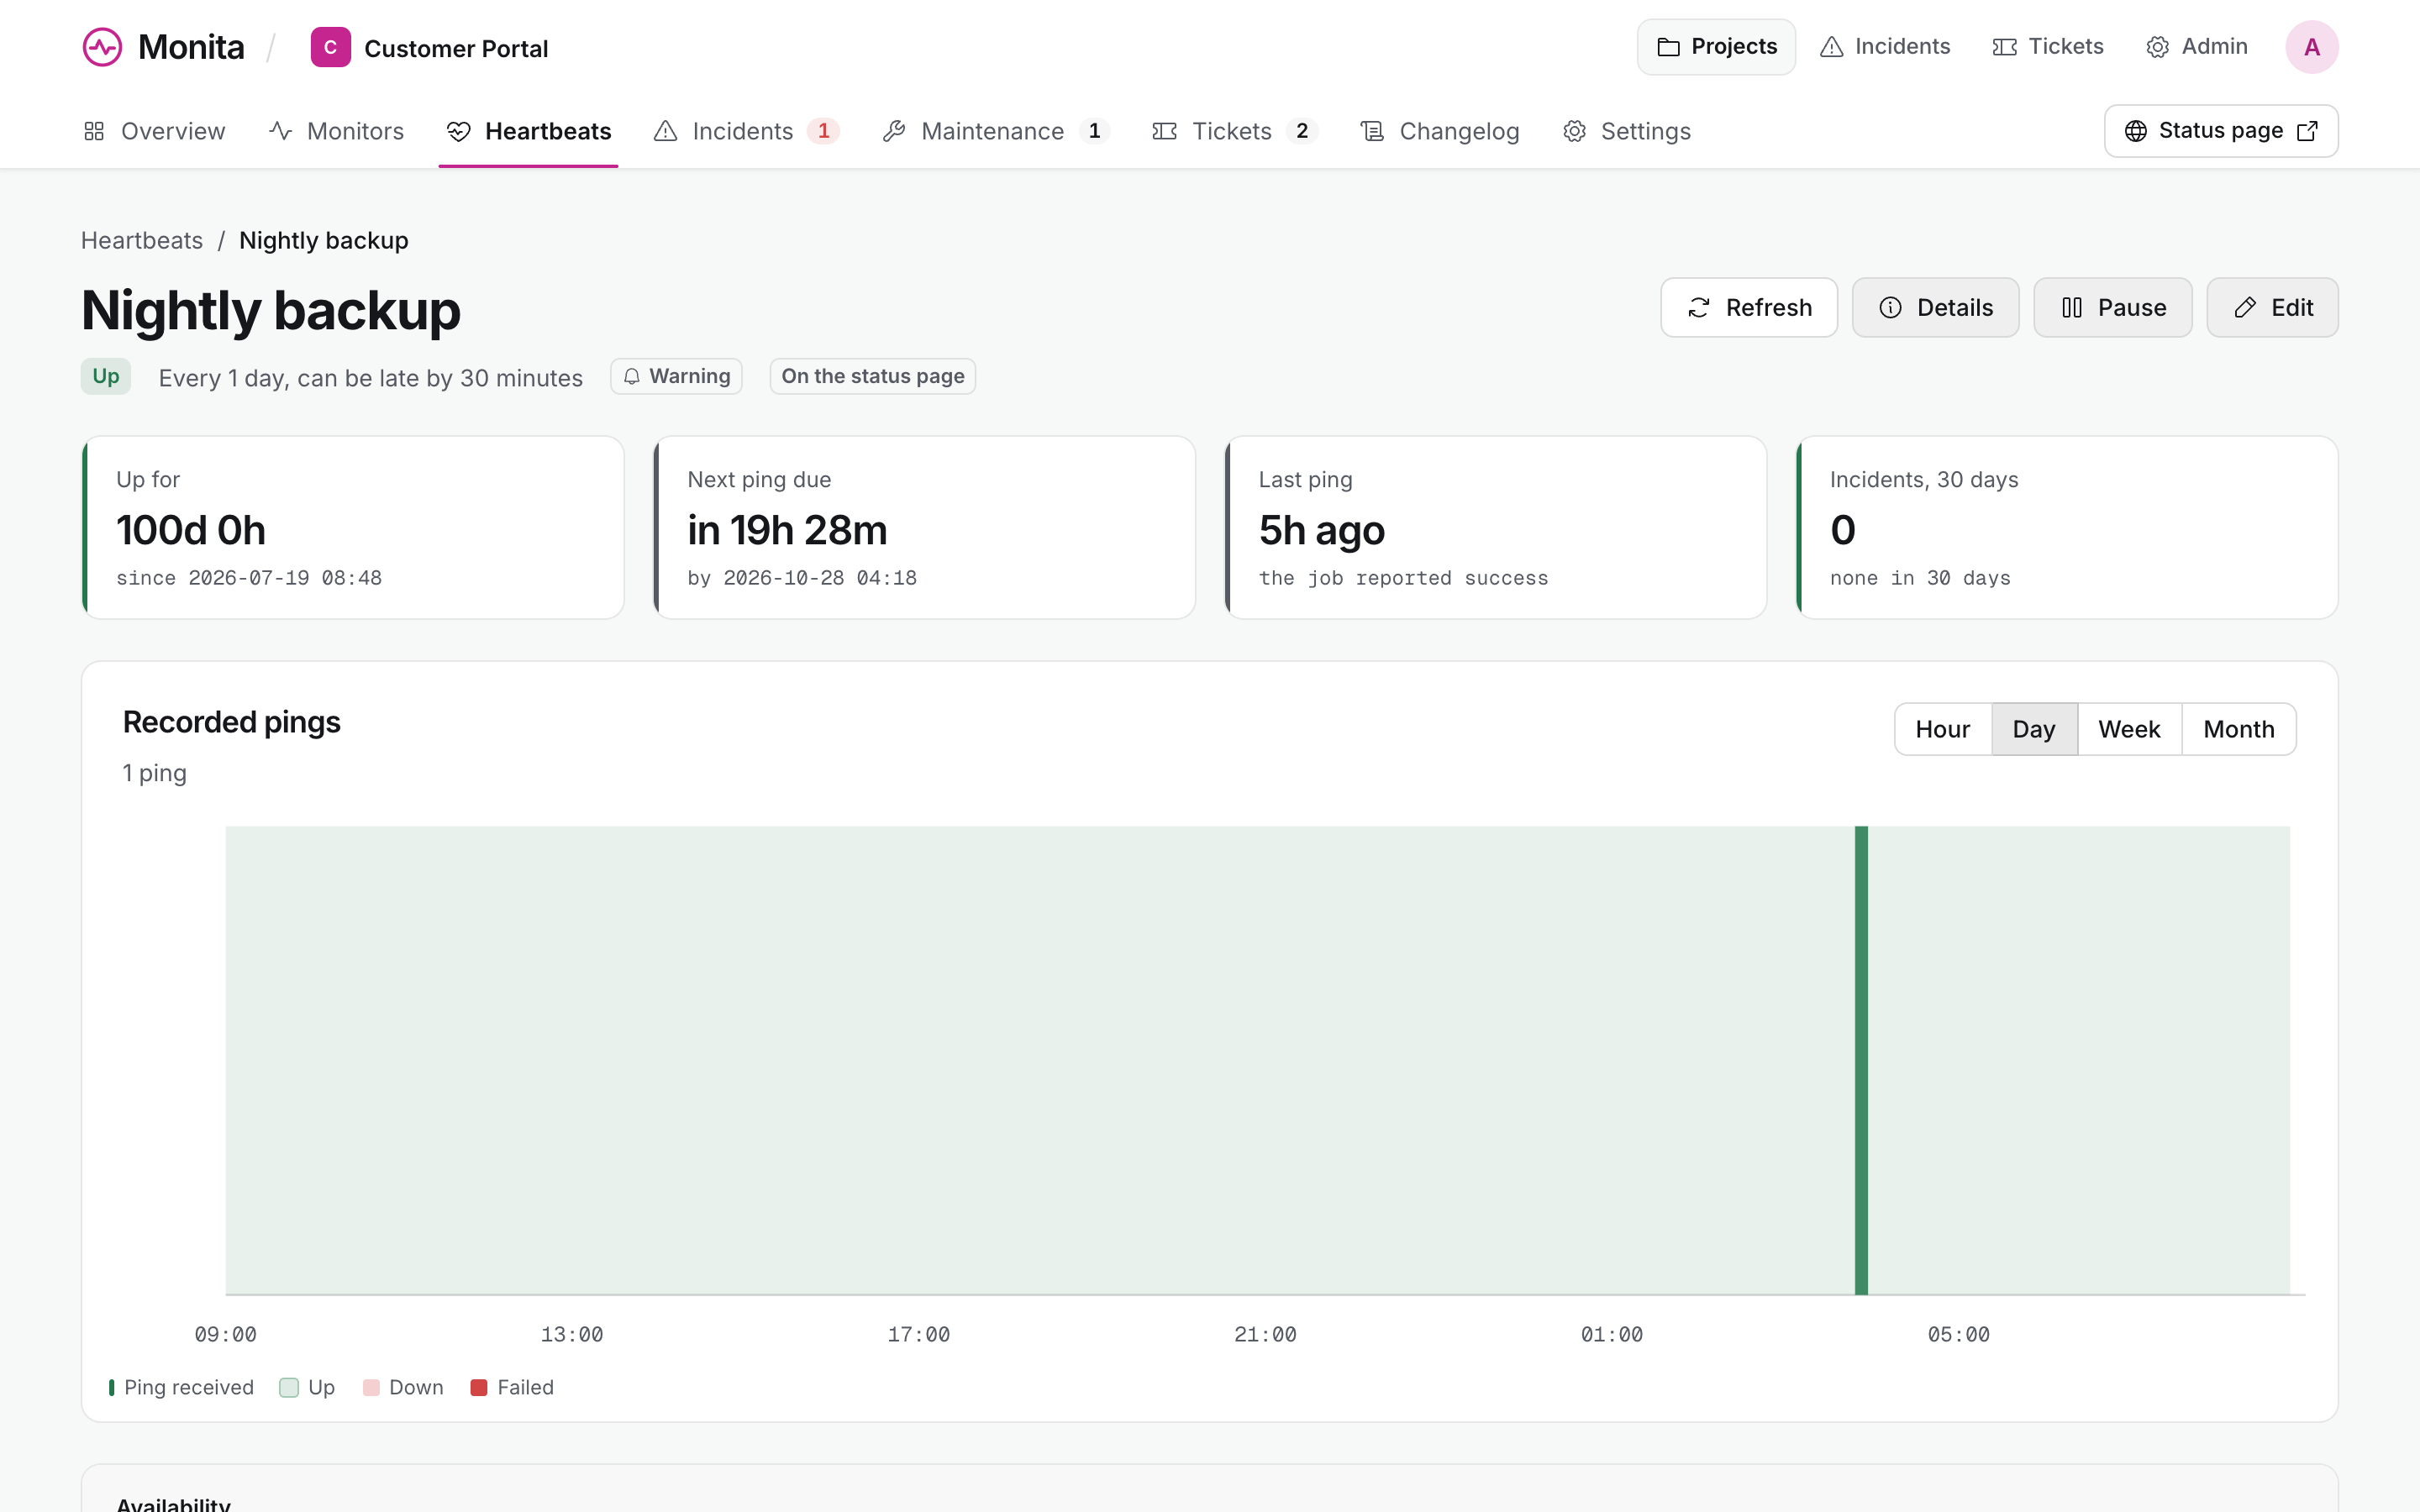 Monita / C Customer Portal
Projects Incidents Tickets Admin A
Overview Monitors Heartbeats Incidents 1 Maintenance 1 Tickets 2 Changelog Settings Status page
Heartbeats / Nightly backup
Nightly backup
Refresh Details Pause Edit
Up Every 1 day, can be late by 30 minutes Warning On the status page
Up for
100d 0h
since 2026-07-19 08:48
Next ping due
in 19h 28m
by 2026-10-28 04:18
Last ping
5h ago
the job reported success
Incidents, 30 days
0
none in 30 days
Recorded pings
1 ping
Hour Day Week Month
09:00 13:00 17:00 21:00 01:00 05:00
Ping received Up Down Failed
Availability